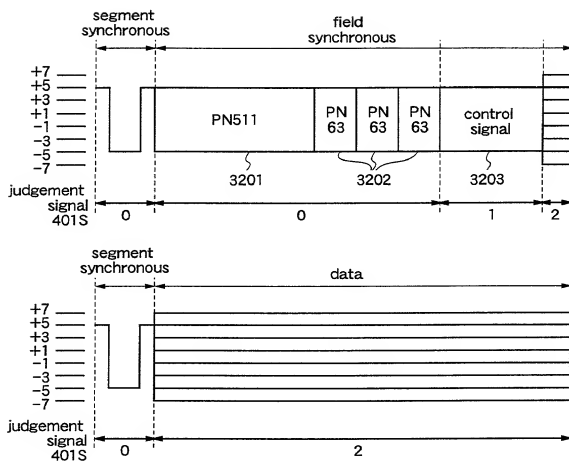 segment
synchronous
field
synchronous
+7
+5
+3
+1
-1
-3
-5
-7
PN511
PN
63
PN
63
PN
63
control
signal
3201
3202
3203
judgement
signal
401S
0
0
1
2
segment
synchronous
data
+7
+5
+3
+1
-1
-3
-5
-7
judgement
signal
401S
0
2